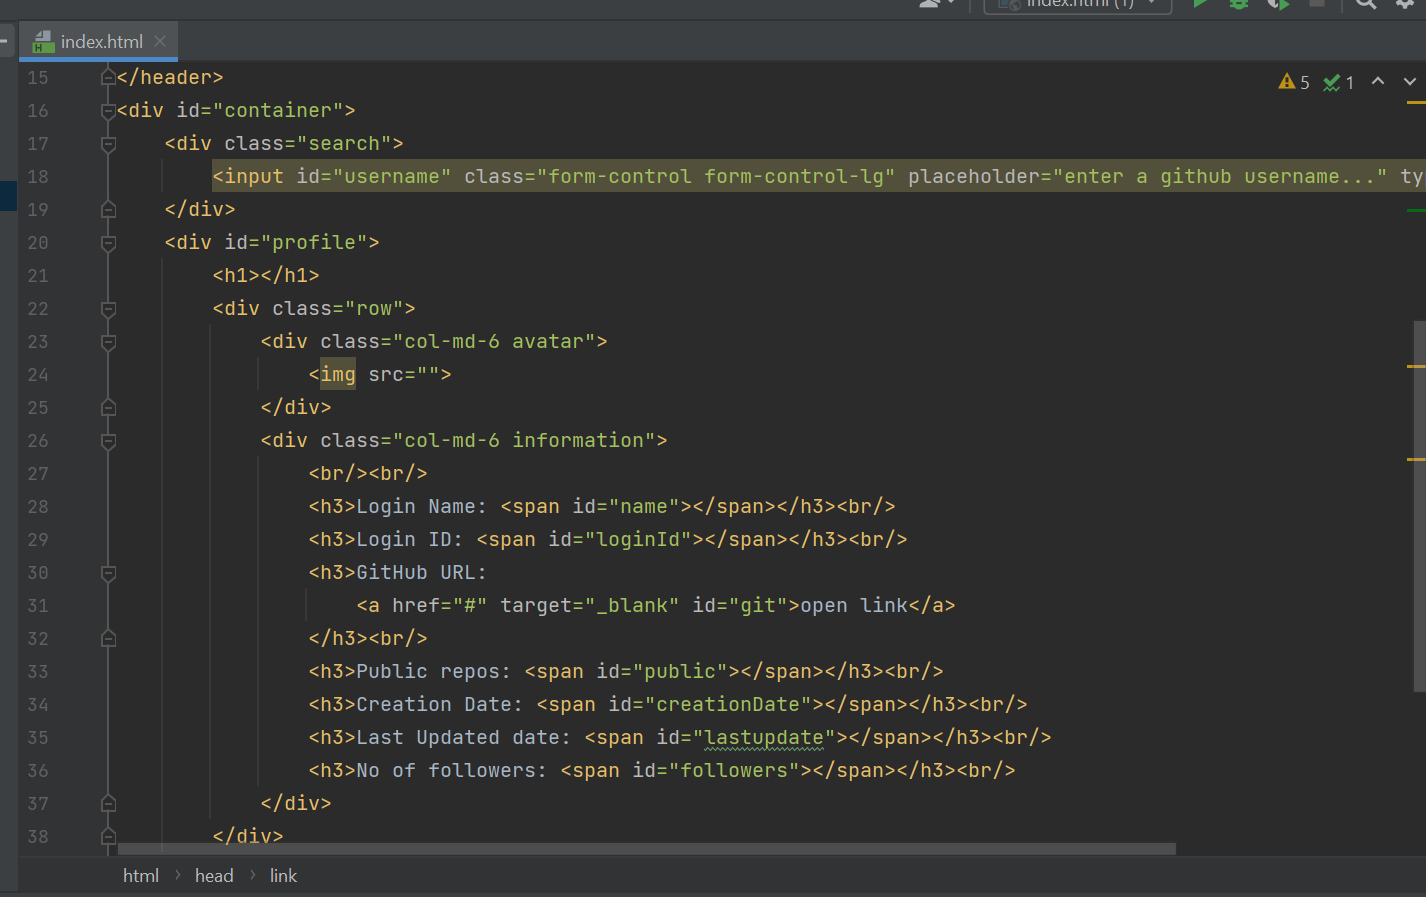 index.html (1)
index.html
5 1
15 </header>
16 <div id="container">
17     <div class="search">
18         <input id="username" class="form-control form-control-lg" placeholder="enter a github username..." ty
19     </div>
20     <div id="profile">
21         <h1></h1>
22         <div class="row">
23             <div class="col-md-6 avatar">
24                 <img src="">
25             </div>
26             <div class="col-md-6 information">
27                 <br/><br/>
28                 <h3>Login Name: <span id="name"></span></h3><br/>
29                 <h3>Login ID: <span id="loginId"></span></h3><br/>
30                 <h3>GitHub URL:
31                     <a href="#" target="_blank" id="git">open link</a>
32                 </h3><br/>
33                 <h3>Public repos: <span id="public"></span></h3><br/>
34                 <h3>Creation Date: <span id="creationDate"></span></h3><br/>
35                 <h3>Last Updated date: <span id="lastupdate"></span></h3><br/>
36                 <h3>No of followers: <span id="followers"></span></h3><br/>
37             </div>
38         </div>
html › head › link